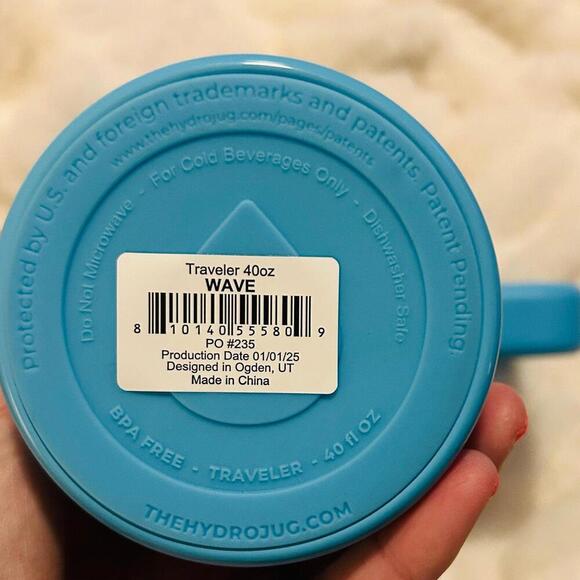 Protected by U.S. and foreign trademarks and patents. Patent Pending.
www.thehydrojug.com/pages/patents
Do Not Microwave - For Cold Beverages Only - Dishwasher Safe
Traveler 40oz
WAVE
8 10140 55580 9
PO #235
Production Date 01/01/25
Designed in Ogden, UT
Made in China
BPA FREE - TRAVELER - 40 fl OZ
THEHYDROJUG.COM